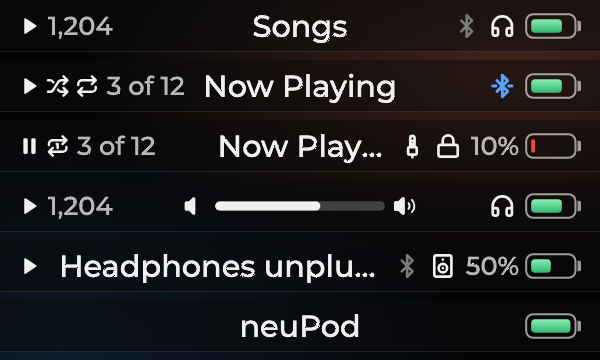 1,204 Songs
3 of 12 Now Playing
3 of 12 Now Play... 10%
1,204
Headphones unplu... 50%
neuPod